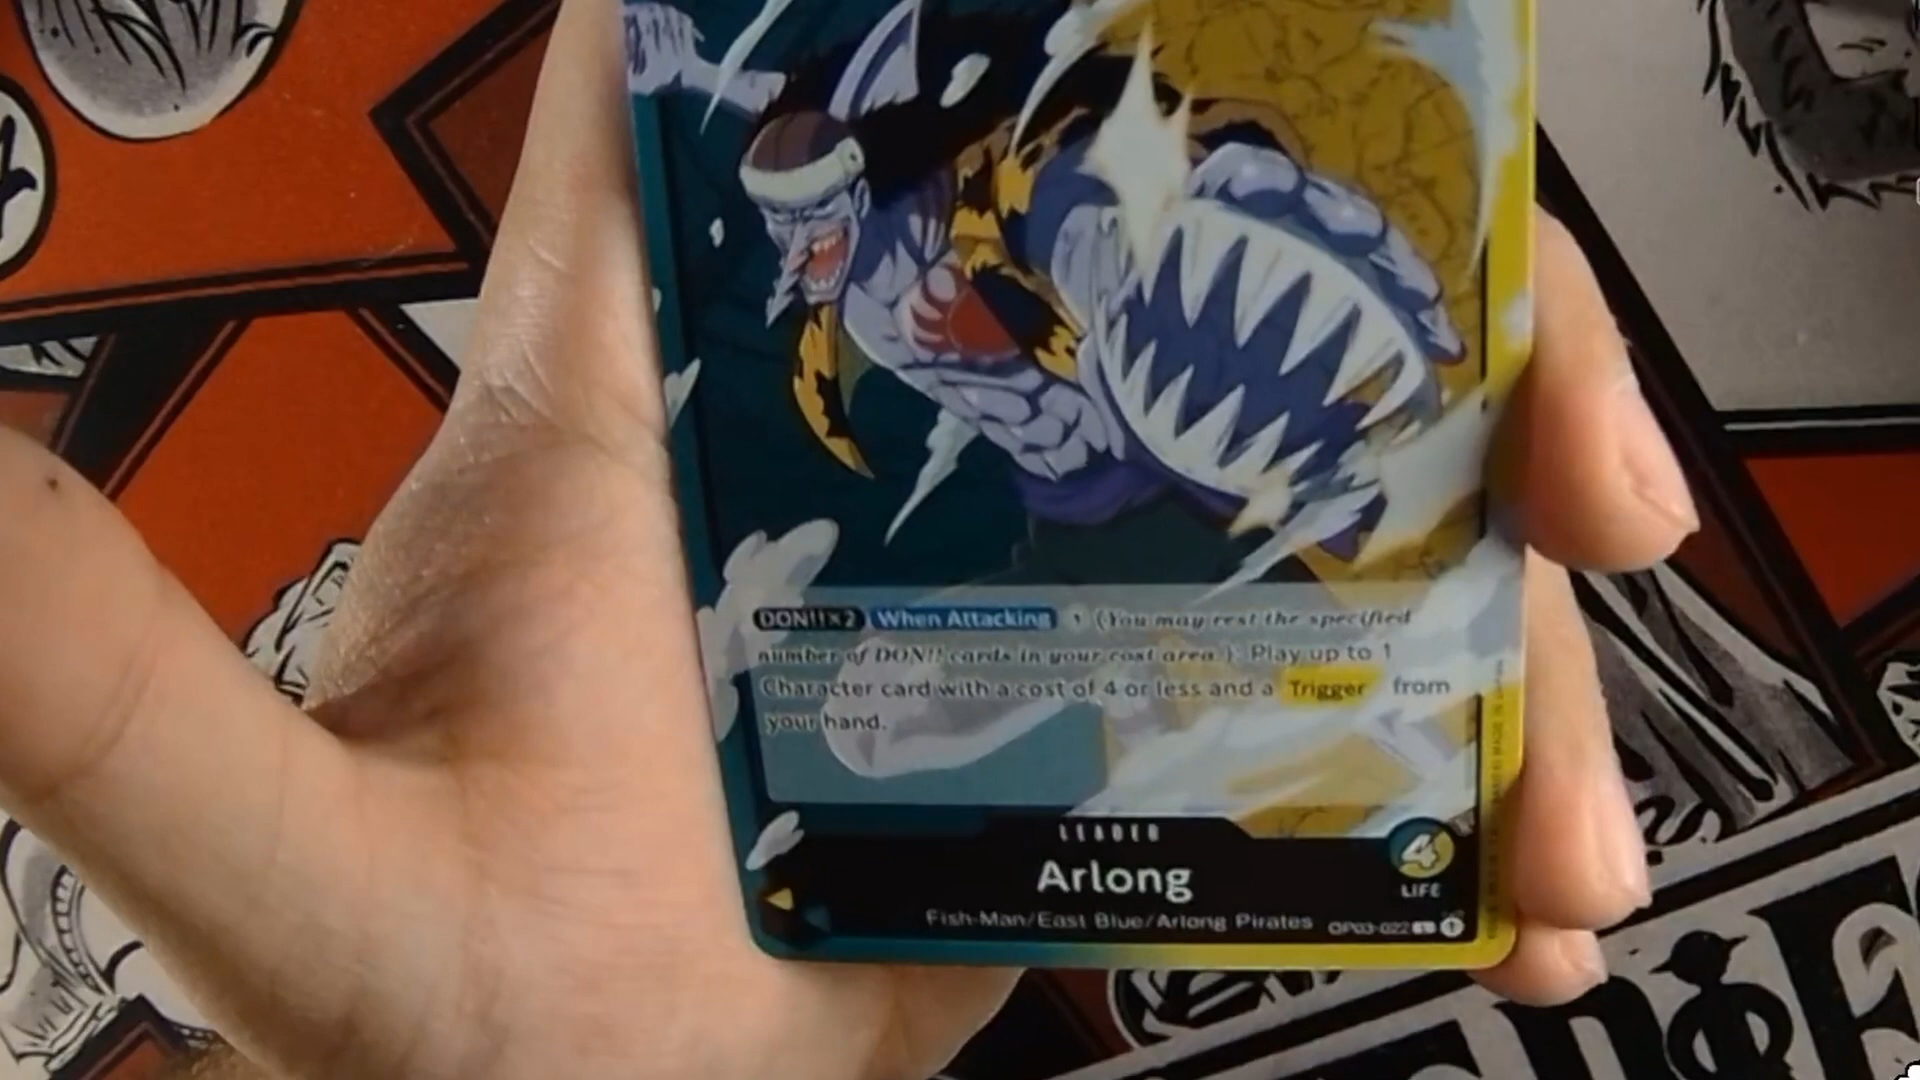 DON!!×2 When Attacking ① (You may rest the specified
number of DON!! cards in your cost area.): Play up to 1
Character card with a cost of 4 or less and a Trigger from
your hand.
LEADER
Arlong
4
LIFE
Fish-Man/East Blue/Arlong Pirates OP03-022 L